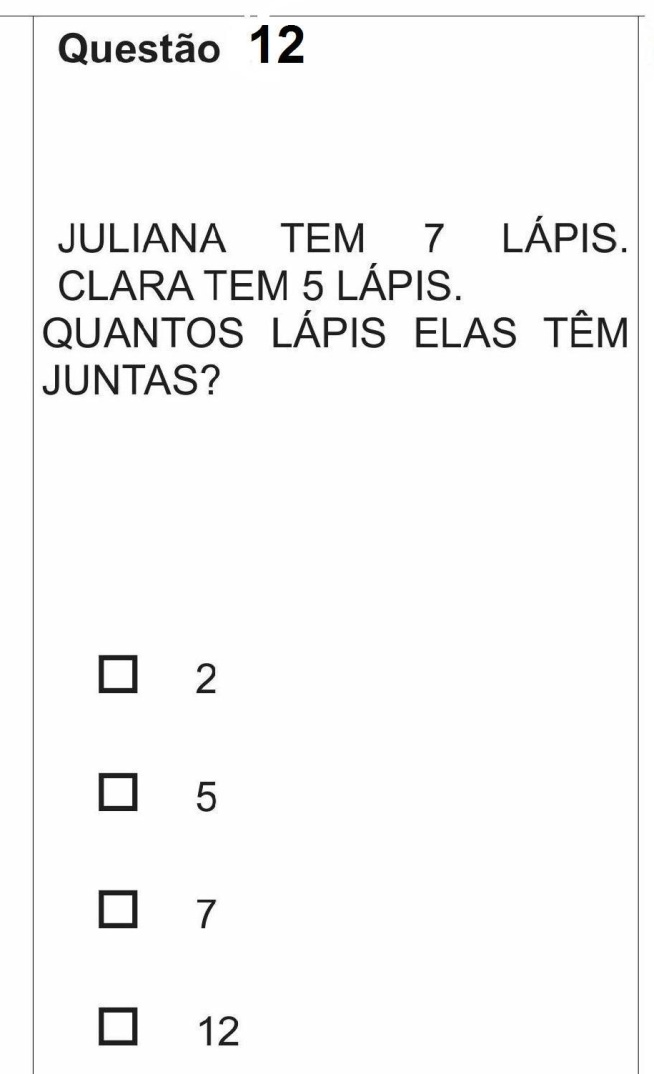 Questão 12
JULIANA TEM 7 LÁPIS.
CLARA TEM 5 LÁPIS.
QUANTOS LÁPIS ELAS TÊM
JUNTAS?
2
5
7
12